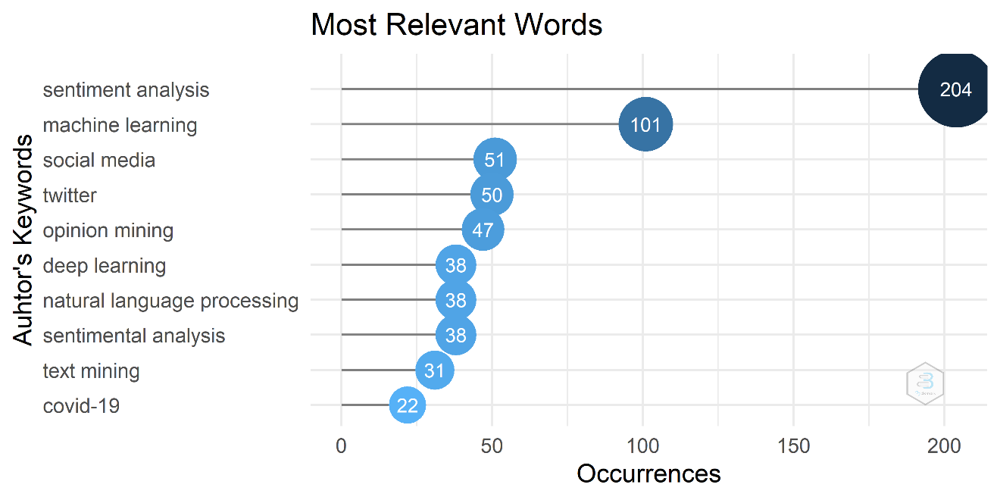 Most Relevant Words
Auhtor's Keywords
sentiment analysis 204
machine learning 101
social media 51
twitter 50
opinion mining 47
deep learning 38
natural language processing 38
sentimental analysis 38
text mining 31
covid-19 22
0 50 100 150 200
Occurrences